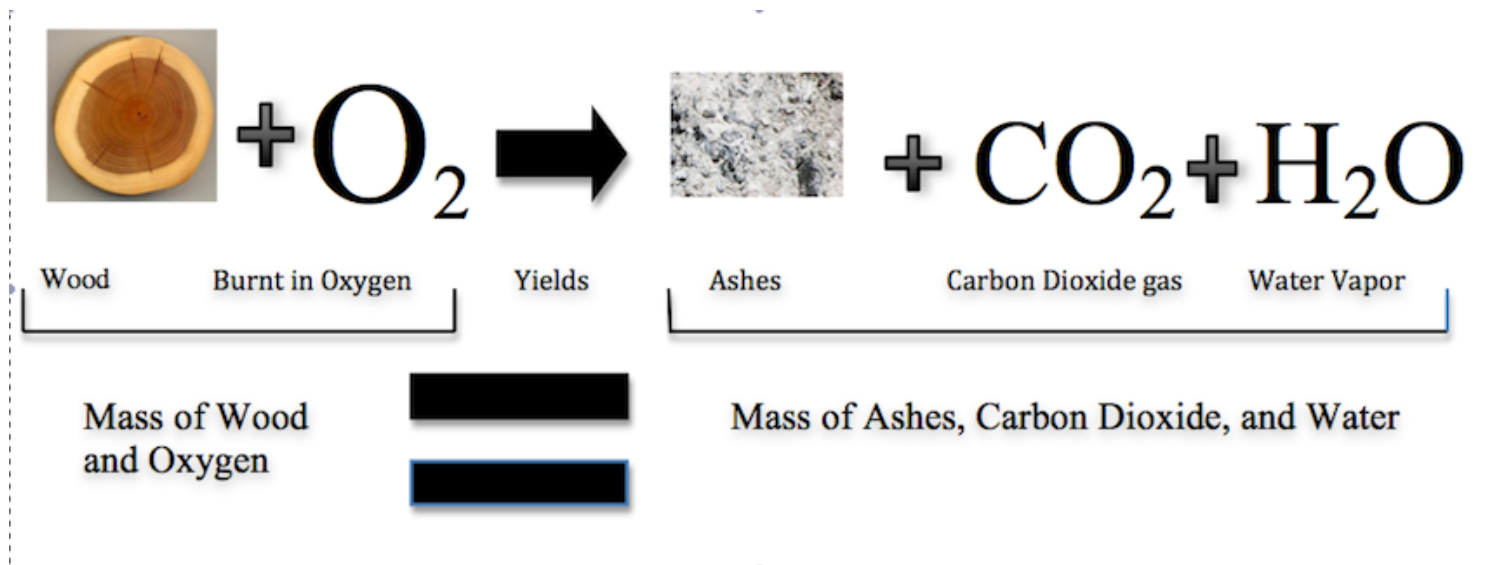 + O₂ + CO₂ + H₂O
Wood Burnt in Oxygen Yields Ashes Carbon Dioxide gas Water Vapor
Mass of Wood = Mass of Ashes, Carbon Dioxide, and Water
and Oxygen